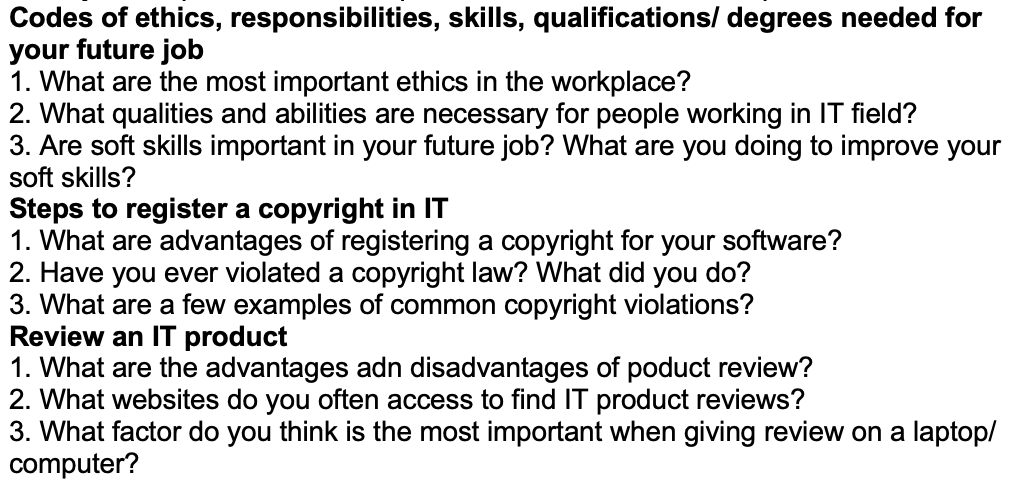 Codes of ethics, responsibilities, skills, qualifications/ degrees needed for
your future job
1. What are the most important ethics in the workplace?
2. What qualities and abilities are necessary for people working in IT field?
3. Are soft skills important in your future job? What are you doing to improve your
soft skills?
Steps to register a copyright in IT
1. What are advantages of registering a copyright for your software?
2. Have you ever violated a copyright law? What did you do?
3. What are a few examples of common copyright violations?
Review an IT product
1. What are the advantages adn disadvantages of poduct review?
2. What websites do you often access to find IT product reviews?
3. What factor do you think is the most important when giving review on a laptop/
computer?